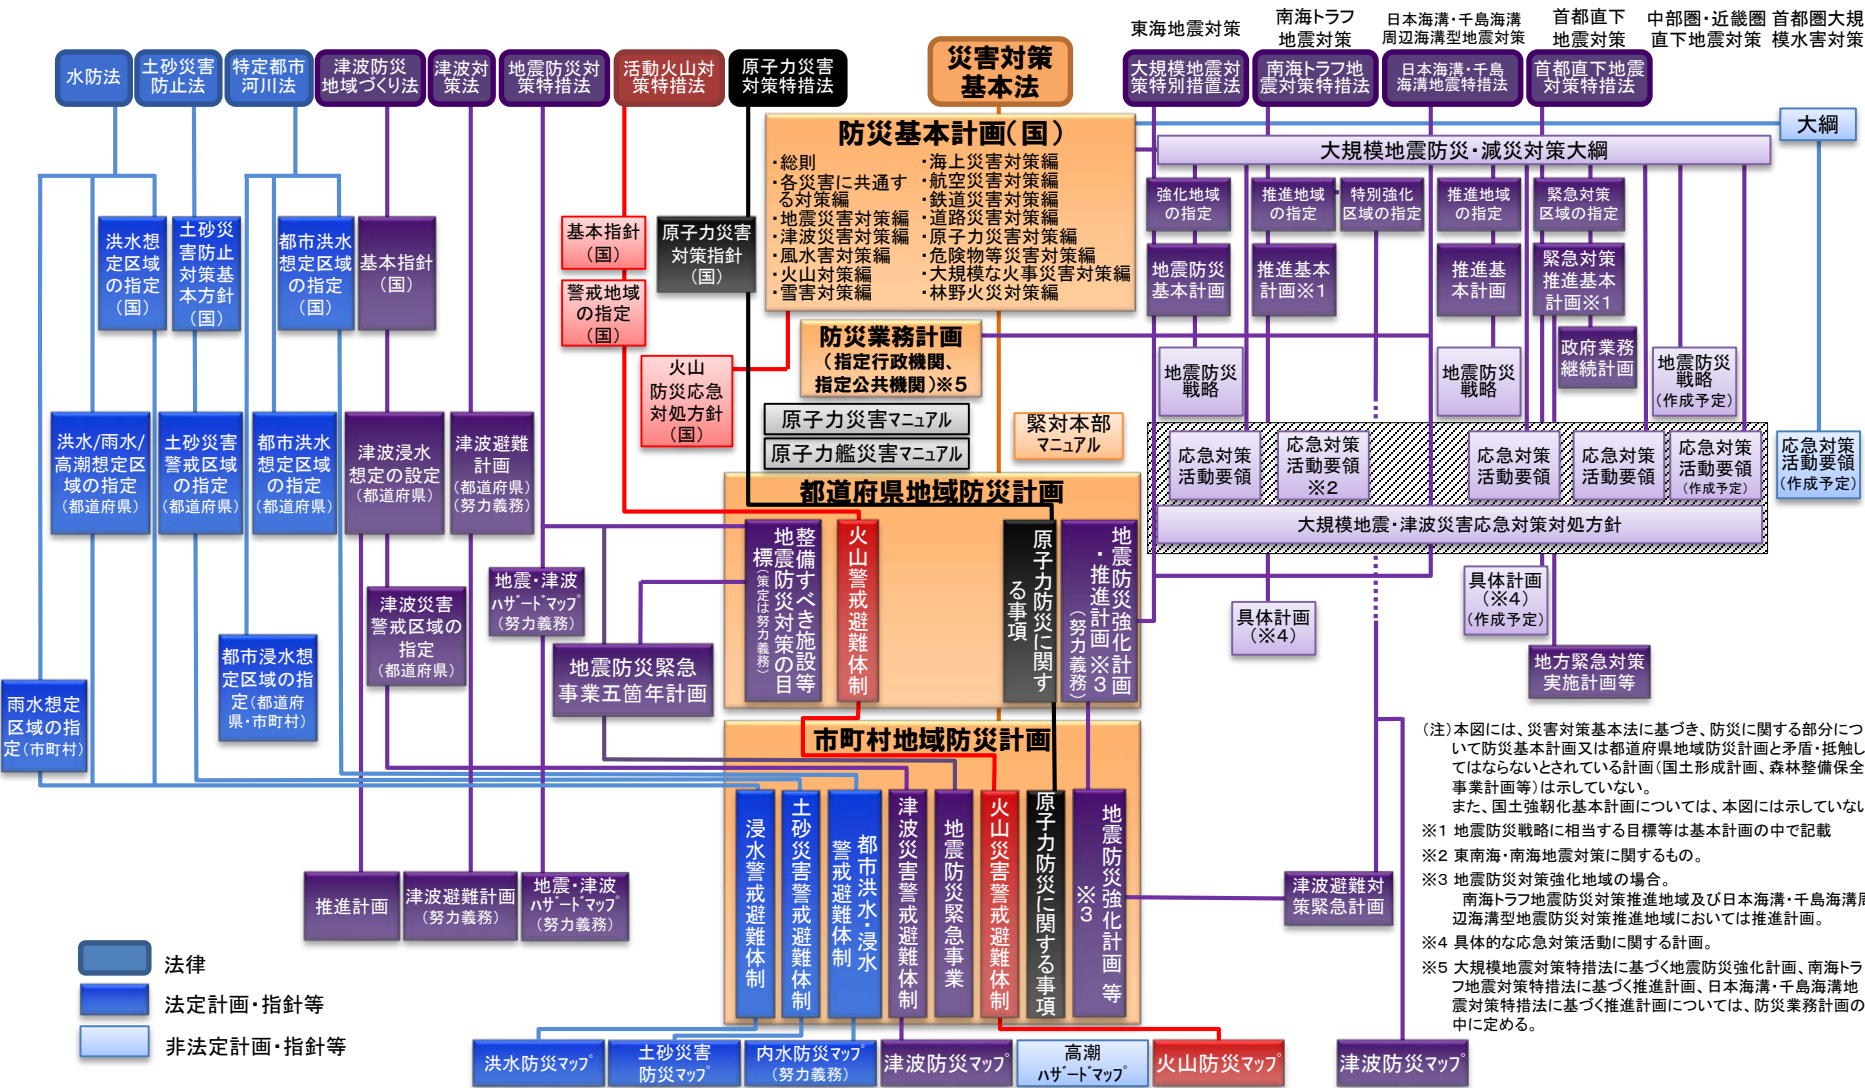 東海地震対策
南海トラフ
地震対策
日本海溝・千島海溝
周辺海溝型地震対策
首都直下
地震対策
中部圏・近畿圏
直下地震対策
首都圏大規
模水害対策
水防法
土砂災害
防止法
特定都市
河川法
津波防災
地域づくり法
津波対
策法
地震防災対
策特措法
活動火山対
策特措法
原子力災害
対策特措法
災害対策
基本法
大規模地震対
策特別措置法
南海トラフ地
震対策特措法
日本海溝・千島
海溝地震特措法
首都直下地震
対策特措法
大綱
防災基本計画(国)
・総則
・各災害に共通す
る対策編
・地震災害対策編
・津波災害対策編
・風水害対策編
・火山対策編
・雪害対策編
・海上災害対策編
・航空災害対策編
・鉄道災害対策編
・道路災害対策編
・原子力災害対策編
・危険物等災害対策編
・大規模な火事災害対策編
・林野火災対策編
大規模地震防災・減災対策大綱
強化地域
の指定
推進地域
の指定
特別強化
区域の指定
推進地域
の指定
緊急対策
区域の指定
洪水想
定区域
の指定
(国)
土砂災
害防止
対策基
本方針
(国)
都市洪水
想定区域
の指定
(国)
基本指針
(国)
基本指針
(国)
警戒地域
の指定
(国)
原子力災害
対策指針
(国)
地震防災
基本計画
推進基本
計画※1
推進基
本計画
緊急対策
推進基本
計画※1
防災業務計画
(指定行政機関、
指定公共機関)※5
火山
防災応急
対処方針
(国)
地震防災
戦略
地震防災
戦略
政府業務
継続計画
地震防災
戦略
(作成予定)
原子力災害マニュアル
原子力艦災害マニュアル
緊対本部
マニュアル
洪水/雨水/
高潮想定区
域の指定
(都道府県)
土砂災害
警戒区域
の指定
(都道府県)
都市洪水
想定区域
の指定
(都道府県)
津波浸水
想定の設定
(都道府県)
津波避難
計画
(都道府県)
(努力義務)
応急対策
活動要領
応急対策
活動要領
※2
応急対策
活動要領
応急対策
活動要領
応急対策
活動要領
(作成予定)
応急対策
活動要領
(作成予定)
大規模地震・津波災害応急対策対処方針
都道府県地域防災計画
整備すべき施設等
地震防災対策の目
標(策定は努力義務)
火山警戒避難体制
原子力防災に関す
る事項
地震防災強化計画
・推進計画※3
(努力義務)
地震・津波
ハザードマップ
(努力義務)
津波災害
警戒区域の
指定
(都道府県)
地震防災緊急
事業五箇年計画
都市浸水想
定区域の指
定(都道府
県・市町村)
雨水想定
区域の指
定(市町村)
具体計画
(※4)
具体計画
(※4)
(作成予定)
地方緊急対策
実施計画等
市町村地域防災計画
浸水警戒避難体制
土砂災害警戒避難体制
都市洪水・浸水
警戒避難体制
津波災害警戒避難体制
地震防災緊急事業
火山災害警戒避難体制
原子力防災に関する事項
地震防災強化計画 等
※3
推進計画
津波避難計画
(努力義務)
地震・津波
ハザードマップ
(努力義務)
津波避難対
策緊急計画
(注)本図には、災害対策基本法に基づき、防災に関する部分につ
いて防災基本計画又は都道府県地域防災計画と矛盾・抵触し
てはならないとされている計画(国土形成計画、森林整備保全
事業計画等)は示していない。
また、国土強靱化基本計画については、本図には示していない
※1 地震防災戦略に相当する目標等は基本計画の中で記載
※2 東南海・南海地震対策に関するもの。
※3 地震防災対策強化地域の場合。
南海トラフ地震防災対策推進地域及び日本海溝・千島海溝周
辺海溝型地震防災対策推進地域においては推進計画。
※4 具体的な応急対策活動に関する計画。
※5 大規模地震対策特措法に基づく地震防災強化計画、南海トラ
フ地震対策特措法に基づく推進計画、日本海溝・千島海溝地
震対策特措法に基づく推進計画については、防災業務計画の
中に定める。
法律
法定計画・指針等
非法定計画・指針等
洪水防災マップ
土砂災害
防災マップ
内水防災マップ
(努力義務)
津波防災マップ
高潮
ハザードマップ
火山防災マップ
津波防災マップ